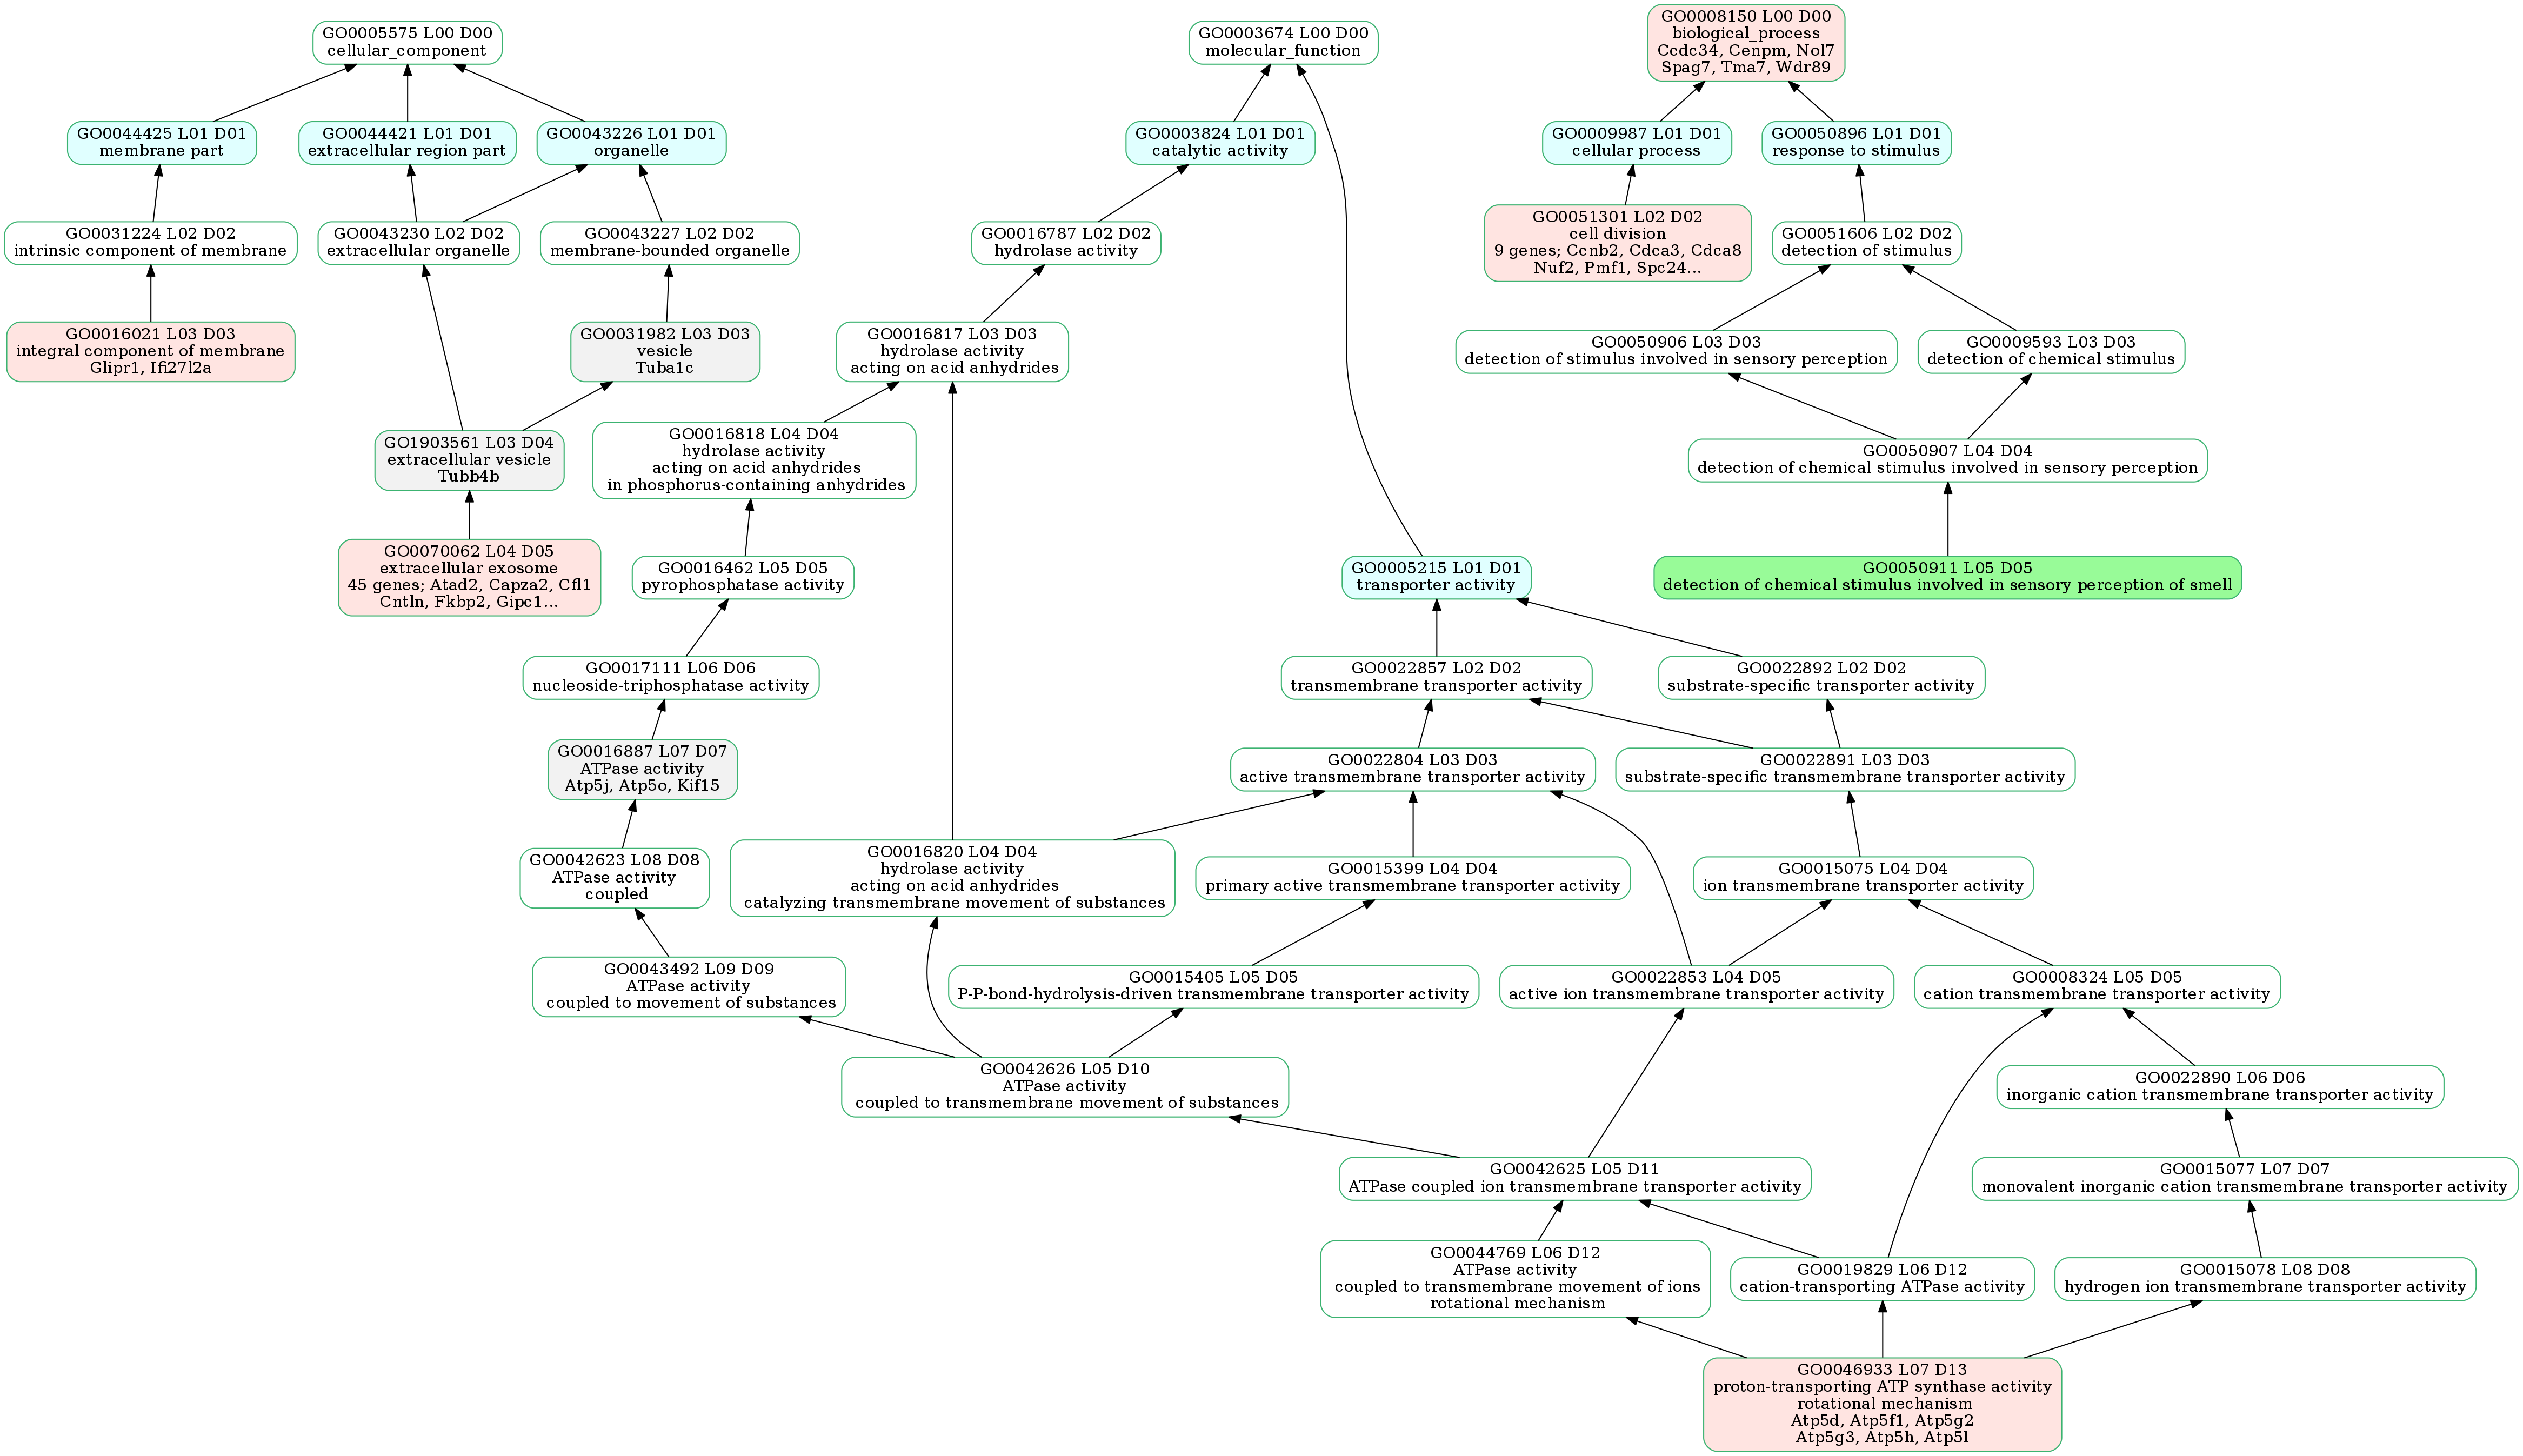 GO0005575 L00 D00
cellular_component
GO0003674 L00 D00
molecular_function
GO0008150 L00 D00
biological_process
Ccdc34, Cenpm, Nol7
Spag7, Tma7, Wdr89
GO0044425 L01 D01
membrane part
GO0044421 L01 D01
extracellular region part
GO0043226 L01 D01
organelle
GO0003824 L01 D01
catalytic activity
GO0009987 L01 D01
cellular process
GO0050896 L01 D01
response to stimulus
GO0031224 L02 D02
intrinsic component of membrane
GO0043230 L02 D02
extracellular organelle
GO0043227 L02 D02
membrane-bounded organelle
GO0016787 L02 D02
hydrolase activity
GO0051301 L02 D02
cell division
9 genes; Ccnb2, Cdca3, Cdca8
Nuf2, Pmf1, Spc24...
GO0051606 L02 D02
detection of stimulus
GO0016021 L03 D03
integral component of membrane
Glipr1, Ifi27l2a
GO0031982 L03 D03
vesicle
Tuba1c
GO0016817 L03 D03
hydrolase activity
acting on acid anhydrides
GO0050906 L03 D03
detection of stimulus involved in sensory perception
GO0009593 L03 D03
detection of chemical stimulus
GO1903561 L03 D04
extracellular vesicle
Tubb4b
GO0016818 L04 D04
hydrolase activity
acting on acid anhydrides
in phosphorus-containing anhydrides
GO0050907 L04 D04
detection of chemical stimulus involved in sensory perception
GO0070062 L04 D05
extracellular exosome
45 genes; Atad2, Capza2, Cfl1
Cntln, Fkbp2, Gipc1...
GO0016462 L05 D05
pyrophosphatase activity
GO0005215 L01 D01
transporter activity
GO0050911 L05 D05
detection of chemical stimulus involved in sensory perception of smell
GO0017111 L06 D06
nucleoside-triphosphatase activity
GO0022857 L02 D02
transmembrane transporter activity
GO0022892 L02 D02
substrate-specific transporter activity
GO0016887 L07 D07
ATPase activity
Atp5j, Atp5o, Kif15
GO0022804 L03 D03
active transmembrane transporter activity
GO0022891 L03 D03
substrate-specific transmembrane transporter activity
GO0042623 L08 D08
ATPase activity
coupled
GO0016820 L04 D04
hydrolase activity
acting on acid anhydrides
catalyzing transmembrane movement of substances
GO0015399 L04 D04
primary active transmembrane transporter activity
GO0015075 L04 D04
ion transmembrane transporter activity
GO0043492 L09 D09
ATPase activity
coupled to movement of substances
GO0015405 L05 D05
P-P-bond-hydrolysis-driven transmembrane transporter activity
GO0022853 L04 D05
active ion transmembrane transporter activity
GO0008324 L05 D05
cation transmembrane transporter activity
GO0042626 L05 D10
ATPase activity
coupled to transmembrane movement of substances
GO0022890 L06 D06
inorganic cation transmembrane transporter activity
GO0042625 L05 D11
ATPase coupled ion transmembrane transporter activity
GO0015077 L07 D07
monovalent inorganic cation transmembrane transporter activity
GO0044769 L06 D12
ATPase activity
coupled to transmembrane movement of ions
rotational mechanism
GO0019829 L06 D12
cation-transporting ATPase activity
GO0015078 L08 D08
hydrogen ion transmembrane transporter activity
GO0046933 L07 D13
proton-transporting ATP synthase activity
rotational mechanism
Atp5d, Atp5f1, Atp5g2
Atp5g3, Atp5h, Atp5l